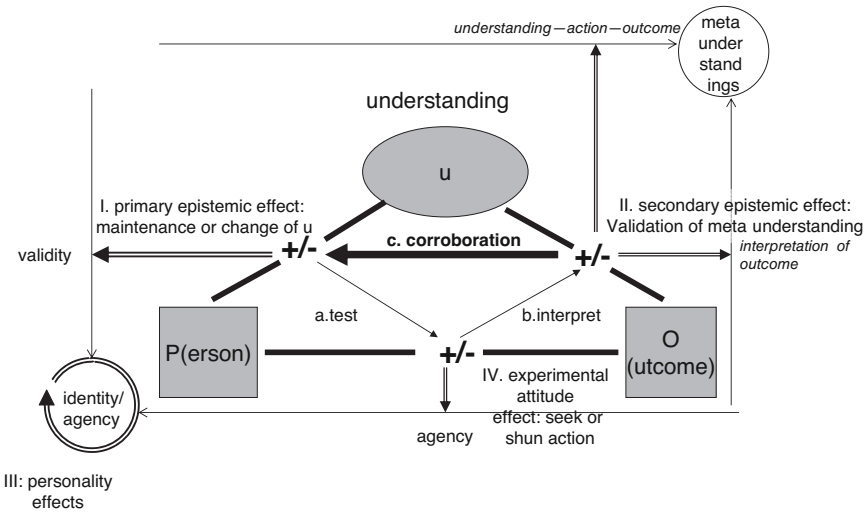 understanding–action–outcome
meta
under
stand
ings
understanding
u
I. primary epistemic effect:
maintenance or change of u
II. secondary epistemic effect:
Validation of meta understanding
c. corroboration
+/-
+/-
validity
interpretation of
outcome
a.test
b.interpret
P(erson)
+/-
O
(utcome)
IV. experimental
attitude
effect: seek or
shun action
identity/
agency
agency
III: personality
effects